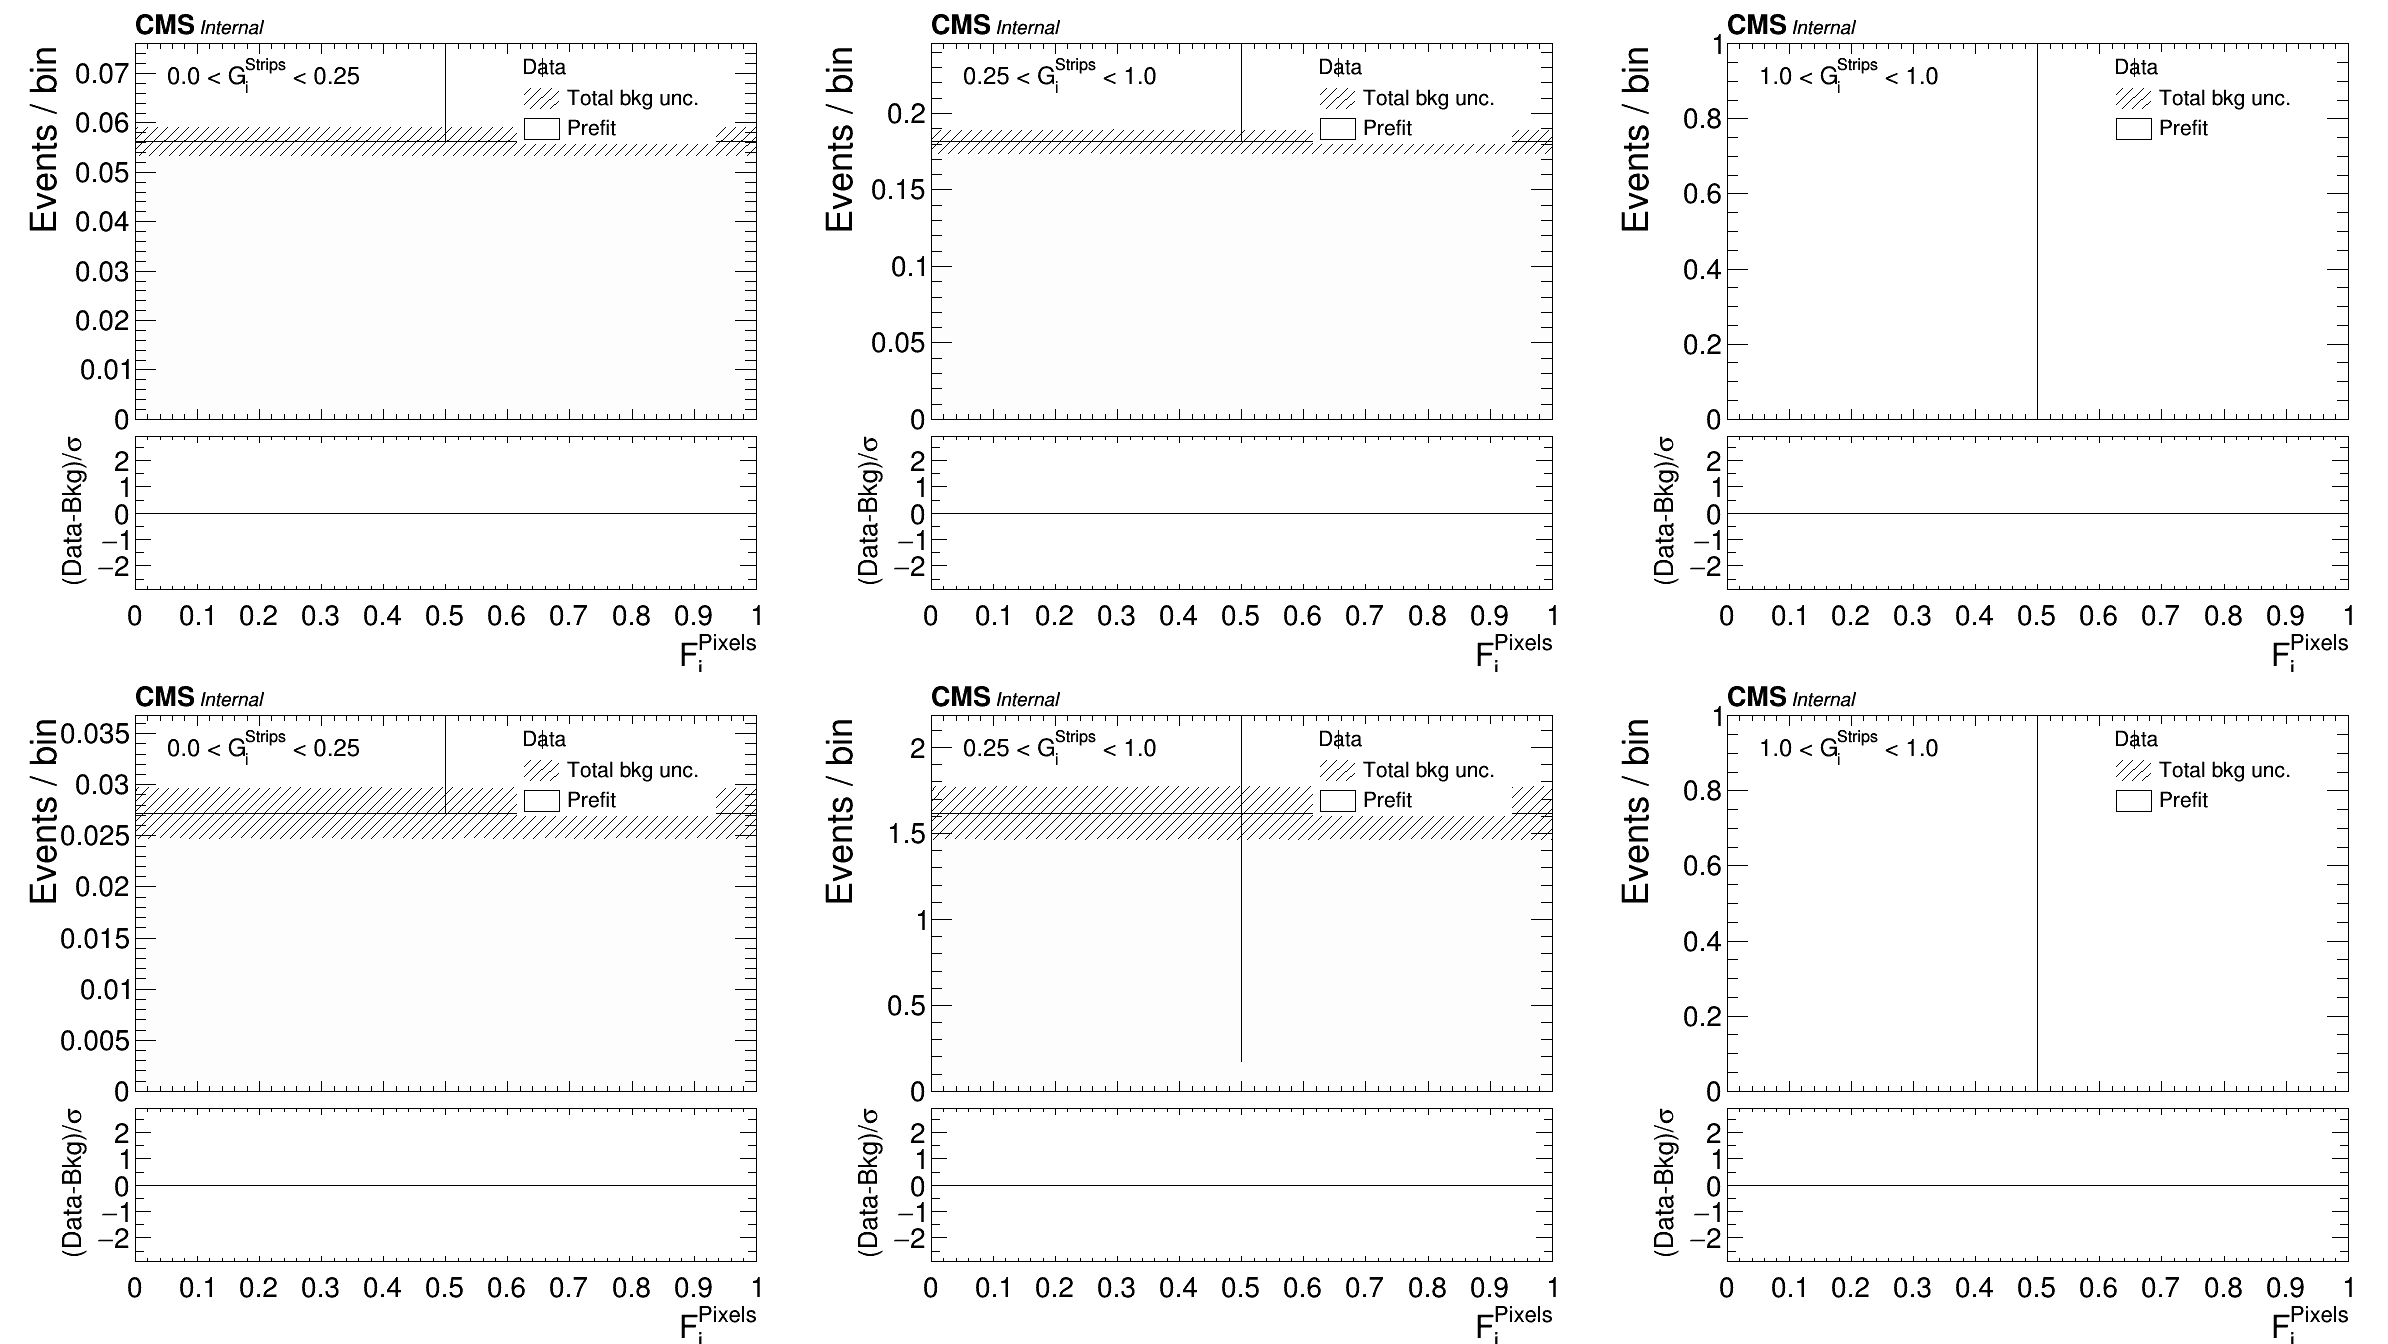 CMS Internal
Events / bin
0.0 < G_i^Strips < 0.25
Data
Total bkg unc.
Prefit
0.07
0.06
0.05
0.04
0.03
0.02
0.01
0
(Data-Bkg)/σ
2
1
0
−1
−2
0 0.1 0.2 0.3 0.4 0.5 0.6 0.7 0.8 0.9 1
F_i^Pixels
CMS Internal
Events / bin
0.25 < G_i^Strips < 1.0
Data
Total bkg unc.
Prefit
0.2
0.15
0.1
0.05
0
(Data-Bkg)/σ
2
1
0
−1
−2
0 0.1 0.2 0.3 0.4 0.5 0.6 0.7 0.8 0.9 1
F_i^Pixels
CMS Internal
Events / bin
1.0 < G_i^Strips < 1.0
Data
Total bkg unc.
Prefit
1
0.8
0.6
0.4
0.2
0
(Data-Bkg)/σ
2
1
0
−1
−2
0 0.1 0.2 0.3 0.4 0.5 0.6 0.7 0.8 0.9 1
F_i^Pixels
CMS Internal
Events / bin
0.0 < G_i^Strips < 0.25
Data
Total bkg unc.
Prefit
0.035
0.03
0.025
0.02
0.015
0.01
0.005
0
(Data-Bkg)/σ
2
1
0
−1
−2
0 0.1 0.2 0.3 0.4 0.5 0.6 0.7 0.8 0.9 1
F_i^Pixels
CMS Internal
Events / bin
0.25 < G_i^Strips < 1.0
Data
Total bkg unc.
Prefit
2
1.5
1
0.5
0
(Data-Bkg)/σ
2
1
0
−1
−2
0 0.1 0.2 0.3 0.4 0.5 0.6 0.7 0.8 0.9 1
F_i^Pixels
CMS Internal
Events / bin
1.0 < G_i^Strips < 1.0
Data
Total bkg unc.
Prefit
1
0.8
0.6
0.4
0.2
0
(Data-Bkg)/σ
2
1
0
−1
−2
0 0.1 0.2 0.3 0.4 0.5 0.6 0.7 0.8 0.9 1
F_i^Pixels